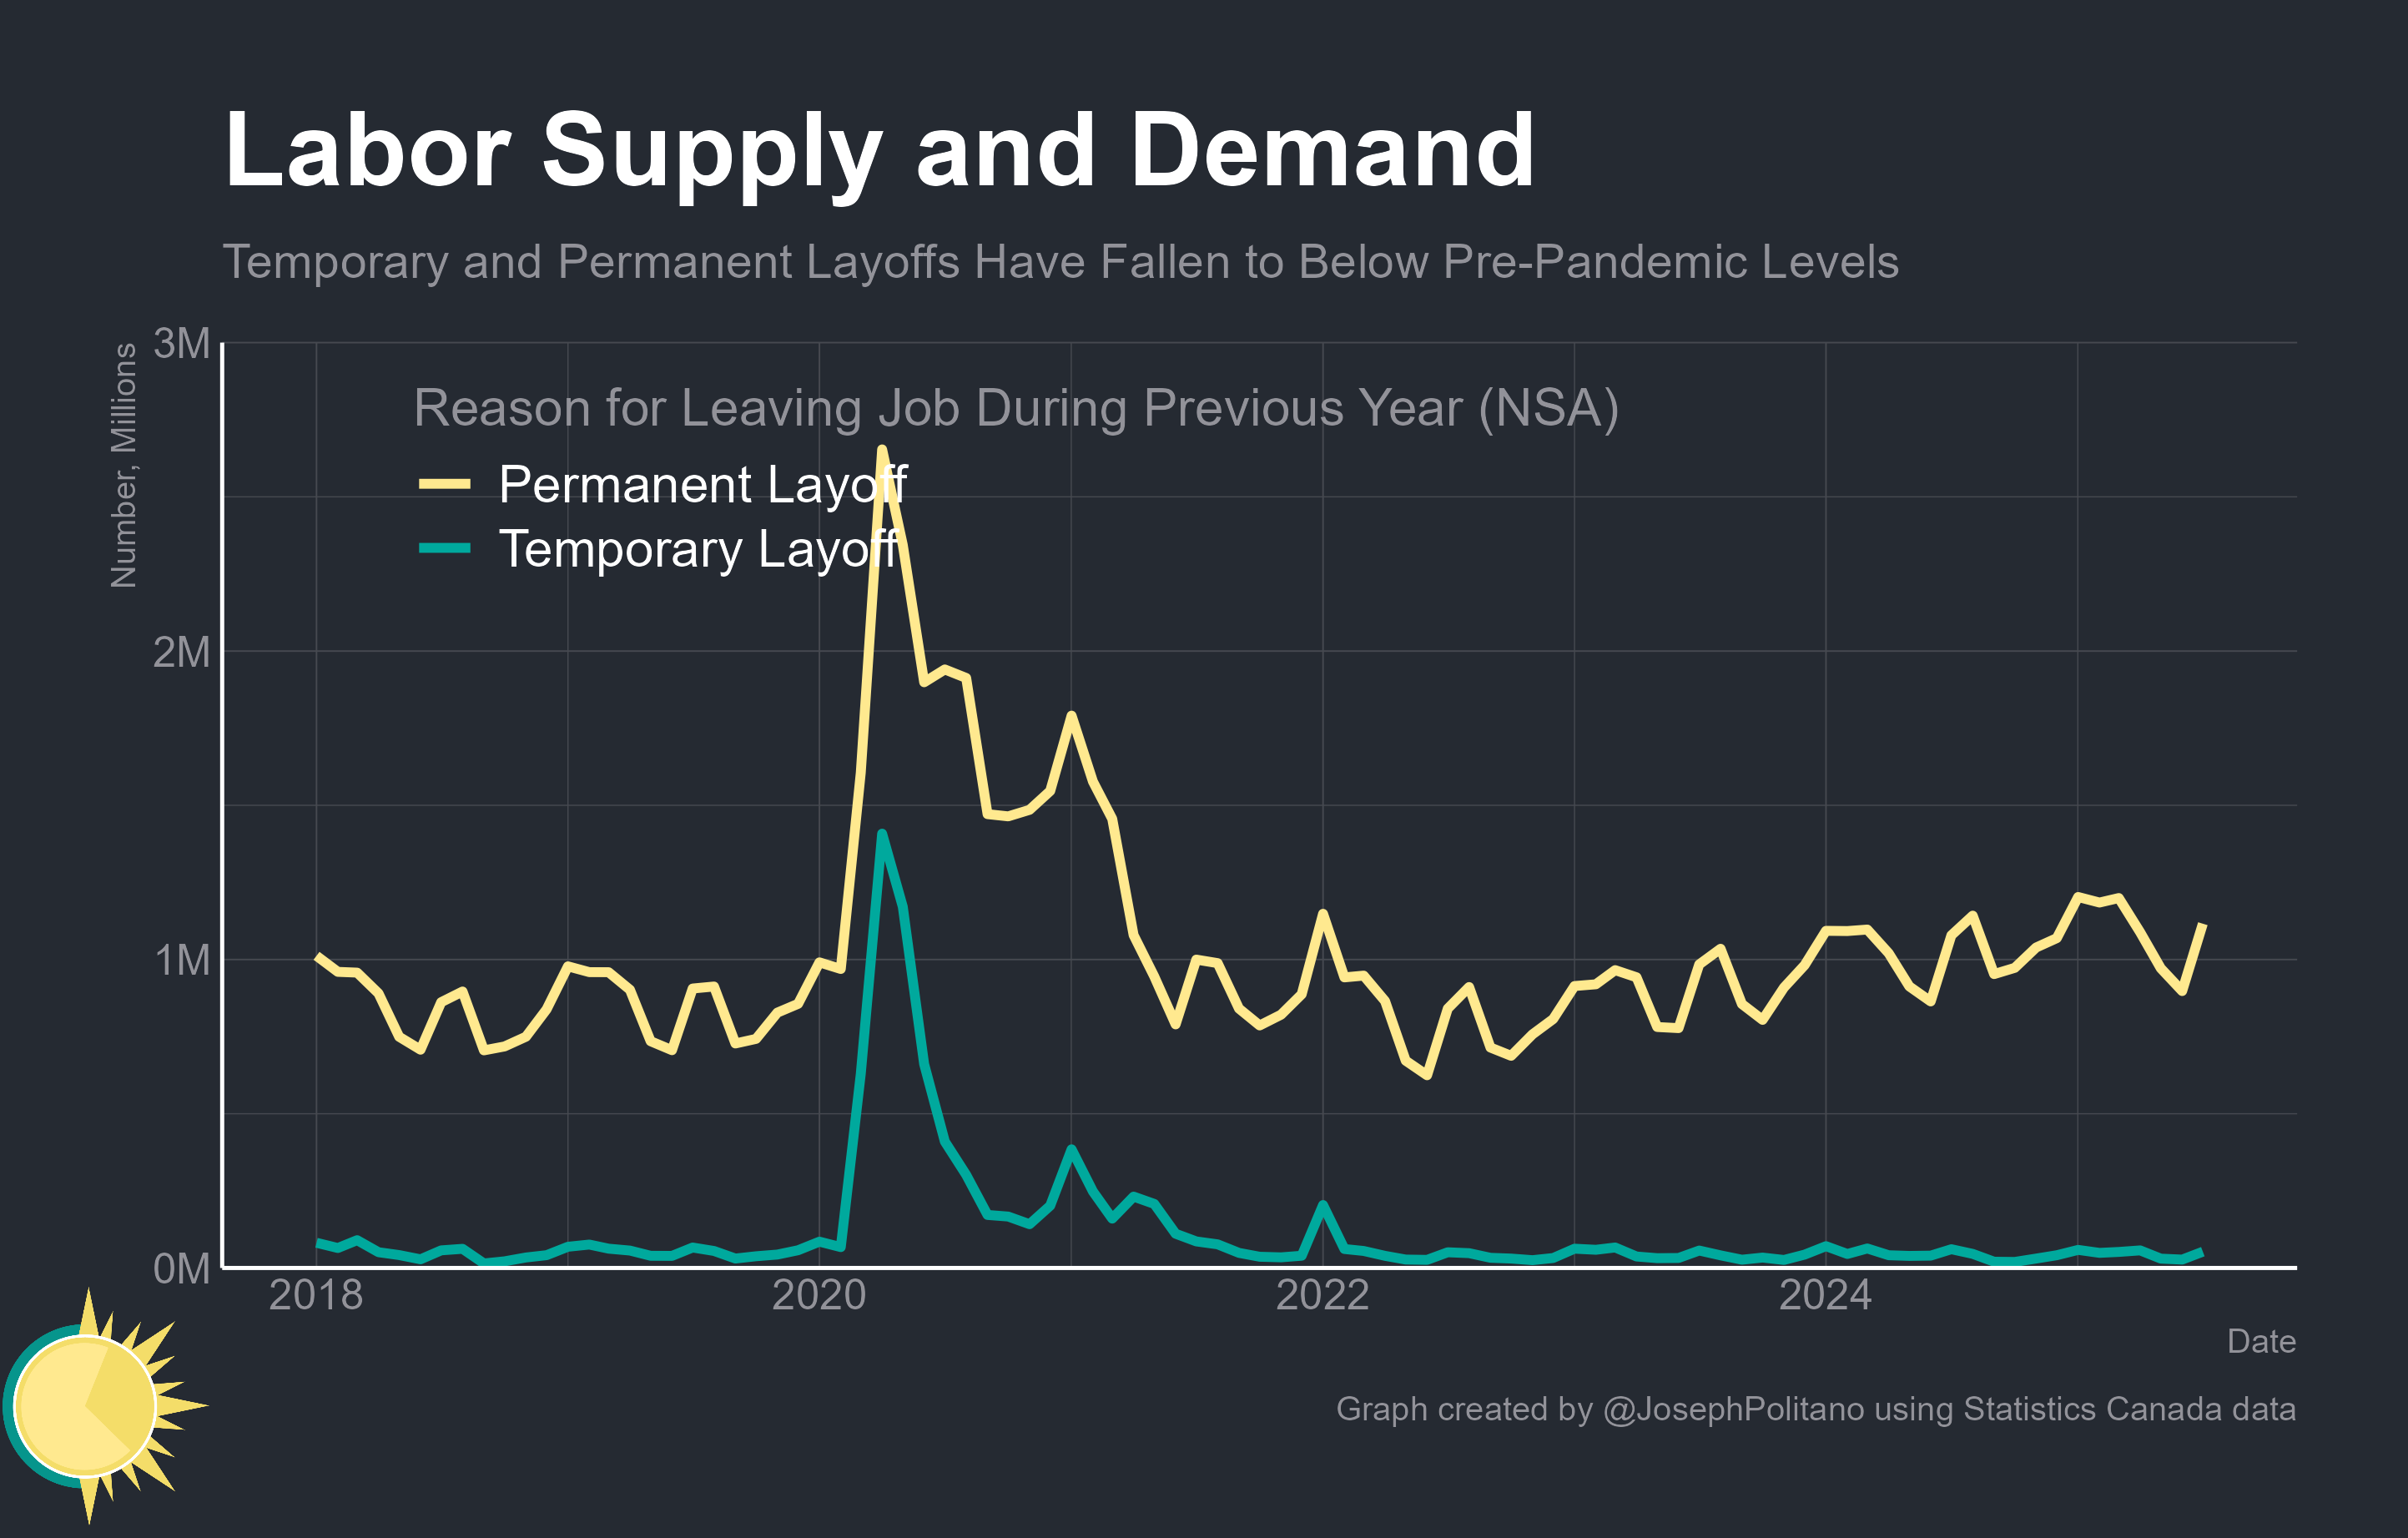 Labor Supply and Demand
Temporary and Permanent Layoffs Have Fallen to Below Pre-Pandemic Levels
Number, Millions
3M
2M
1M
0M
Reason for Leaving Job During Previous Year (NSA)
Permanent Layoff
Temporary Layoff
2018
2020
2022
2024
Date
Graph created by @JosephPolitano using Statistics Canada data